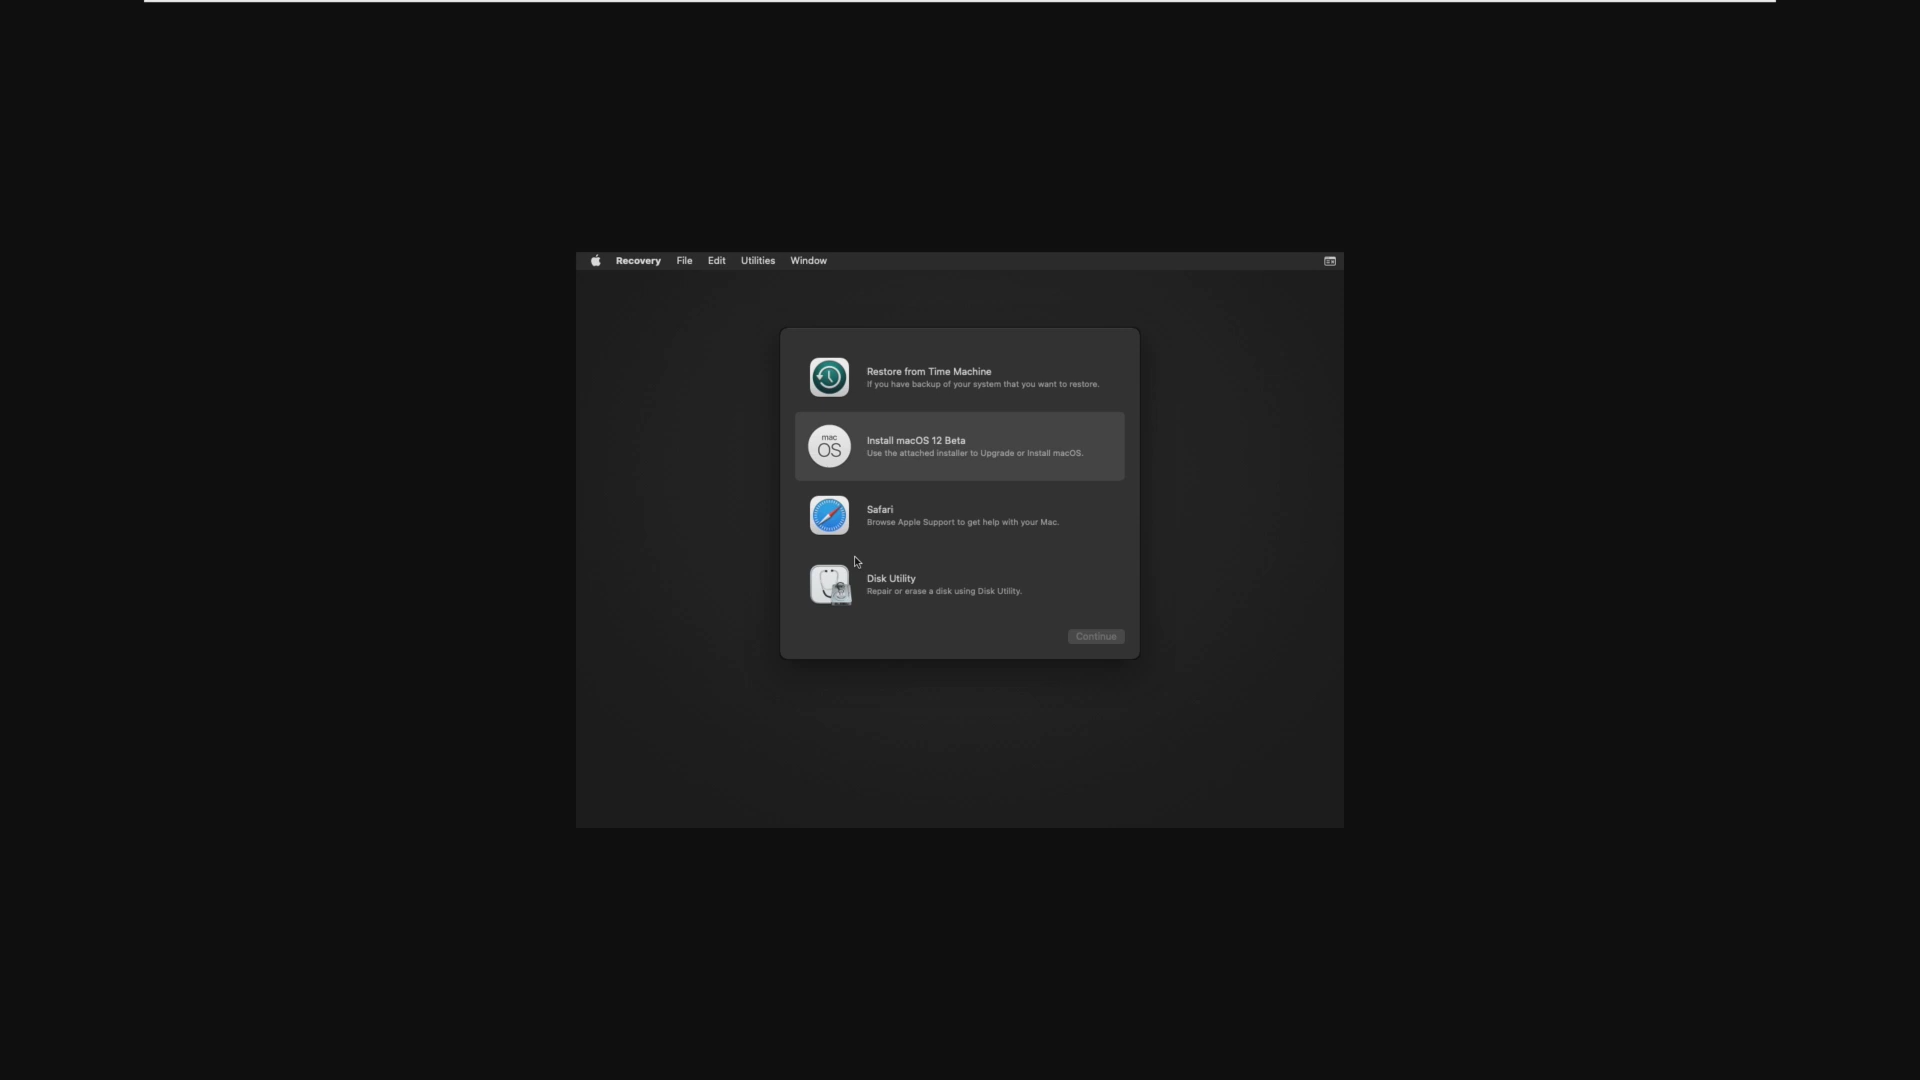 Recovery File Edit Utilities Window
Restore from Time Machine
If you have backup of your system that you want to restore.
mac
OS
Install macOS 12 Beta
Use the attached installer to Upgrade or Install macOS.
Safari
Browse Apple Support to get help with your Mac.
Disk Utility
Repair or erase a disk using Disk Utility.
Continue